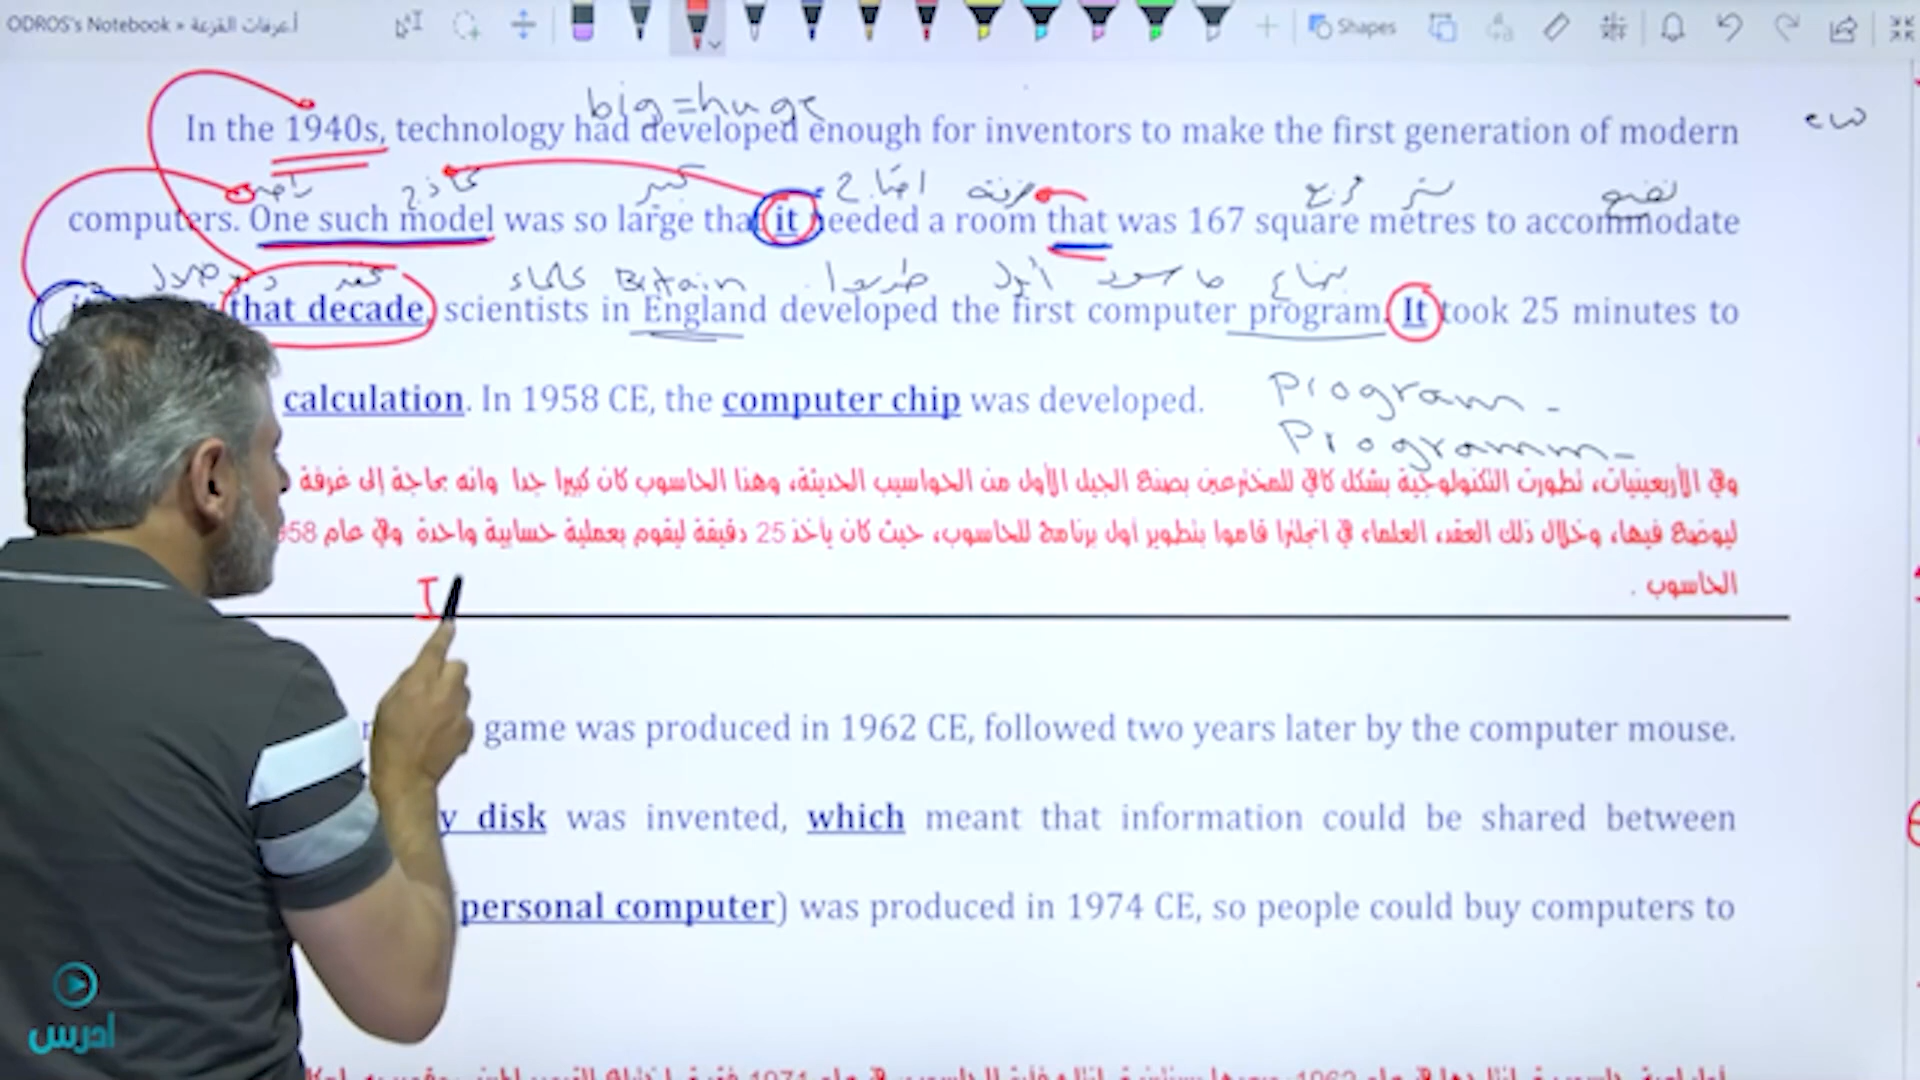 ODROS's Notebook »
Shapes
big=huge
In the 1940s, technology had developed enough for inventors to make the first generation of modern
computers. One such model was so large that it needed a room that was 167 square metres to accommodate
Britain
that decade, scientists in England developed the first computer program. It took 25 minutes to
calculation. In 1958 CE, the computer chip was developed.
Program
Programm
وفي الأربعينيات، تطورت التكنولوجية بشكل كافي للمخترعين بصنع الجيل الأول من الحواسيب الحديثة، وهذا الحاسوب كان كبيرا جدا وانه بحاجة إلى غرفة
ليوضع فيها، وخلال ذلك العقد، العلماء في انجلترا قاموا بتطوير أول برنامج للحاسوب، حيث كان يأخذ 25 دقيقة ليقوم بعملية حسابية واحدة وفي عام
الحاسوب .
game was produced in 1962 CE, followed two years later by the computer mouse.
disk was invented, which meant that information could be shared between
(personal computer) was produced in 1974 CE, so people could buy computers to
ادرس